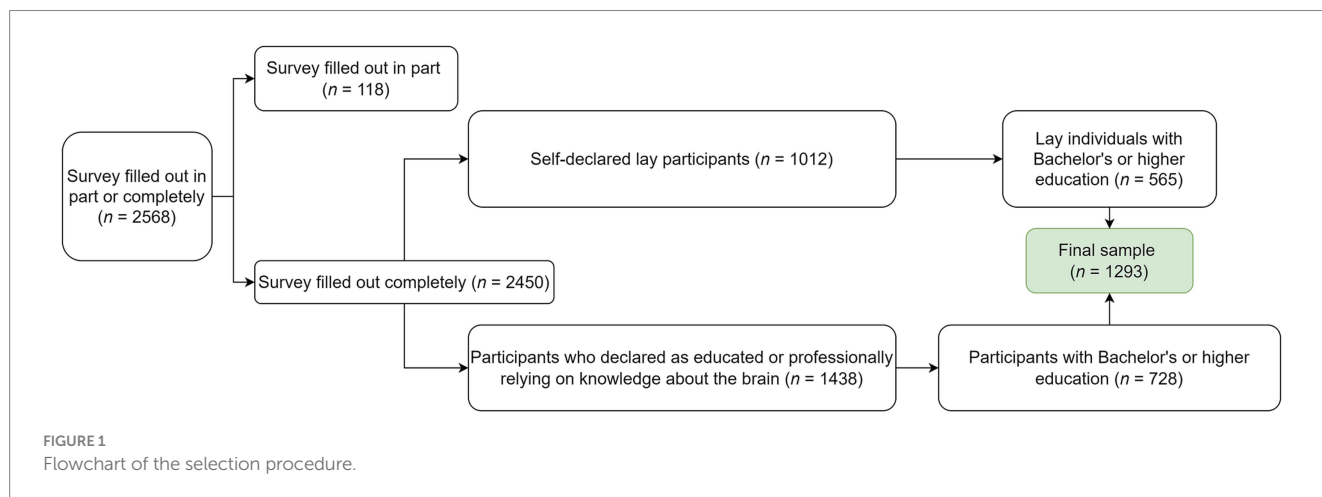 Survey filled out in
part or completely
(n = 2568)
Survey filled out in part
(n = 118)
Survey filled out completely (n = 2450)
Self-declared lay participants (n = 1012)
Participants who declared as educated or professionally
relying on knowledge about the brain (n = 1438)
Lay individuals with
Bachelor's or higher
education (n = 565)
Final sample
(n = 1293)
Participants with Bachelor's or higher
education (n = 728)
FIGURE 1
Flowchart of the selection procedure.